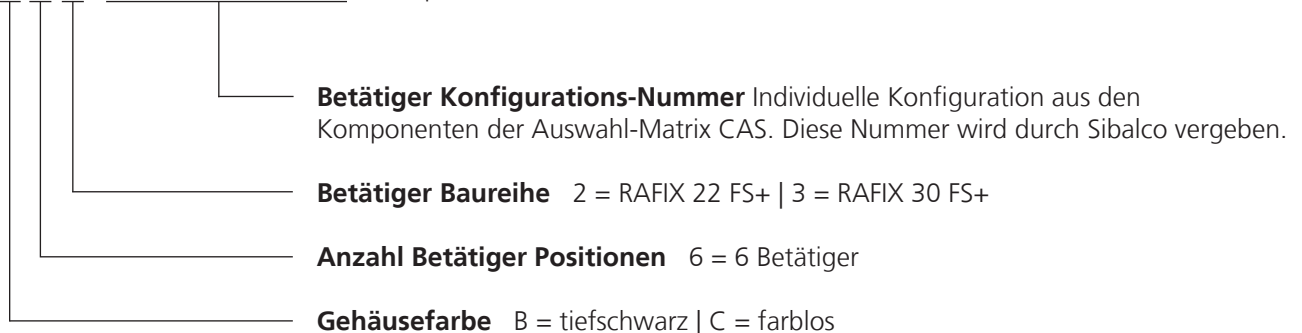 Betätiger Konfigurations-Nummer Individuelle Konfiguration aus den
Komponenten der Auswahl-Matrix CAS. Diese Nummer wird durch Sibalco vergeben.
Betätiger Baureihe 2 = RAFIX 22 FS+ | 3 = RAFIX 30 FS+
Anzahl Betätiger Positionen 6 = 6 Betätiger
Gehäusefarbe B = tiefschwarz | C = farblos